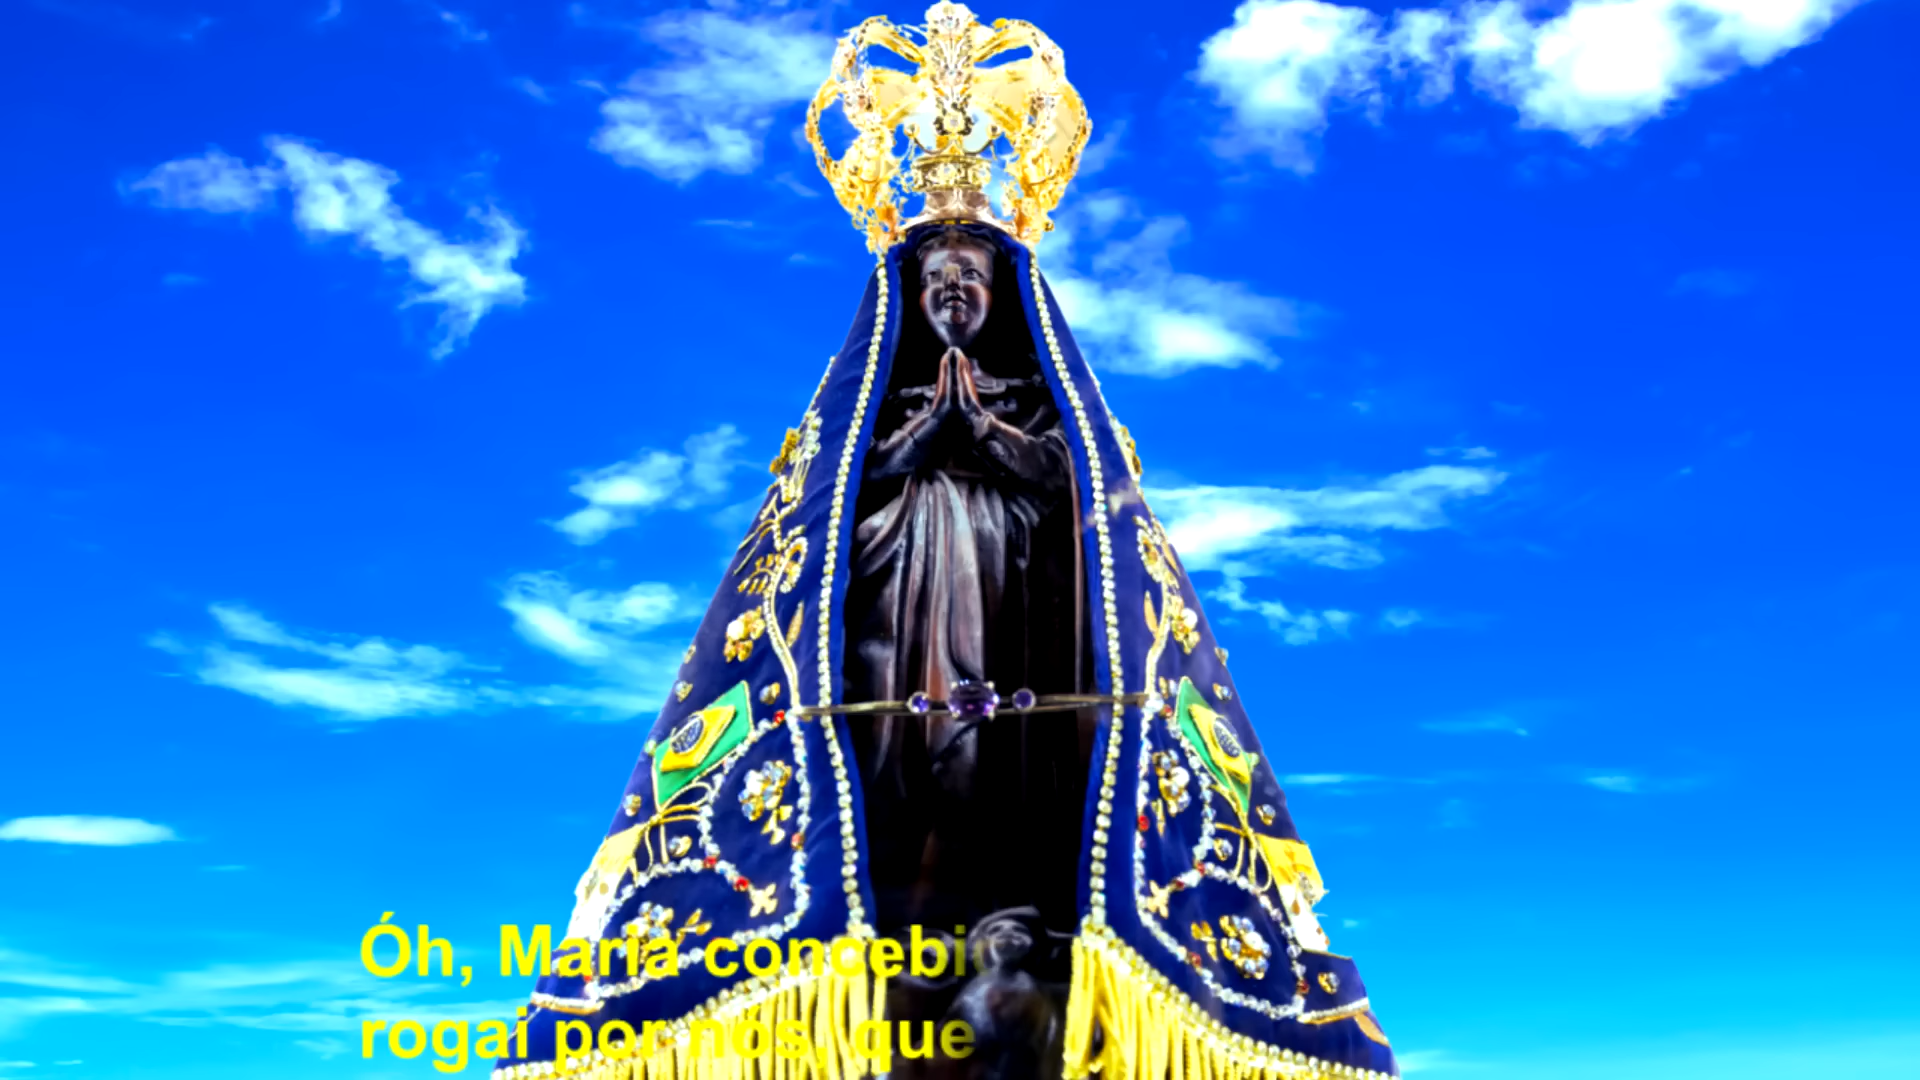 Óh, Maria concebi
rogai por nós, que